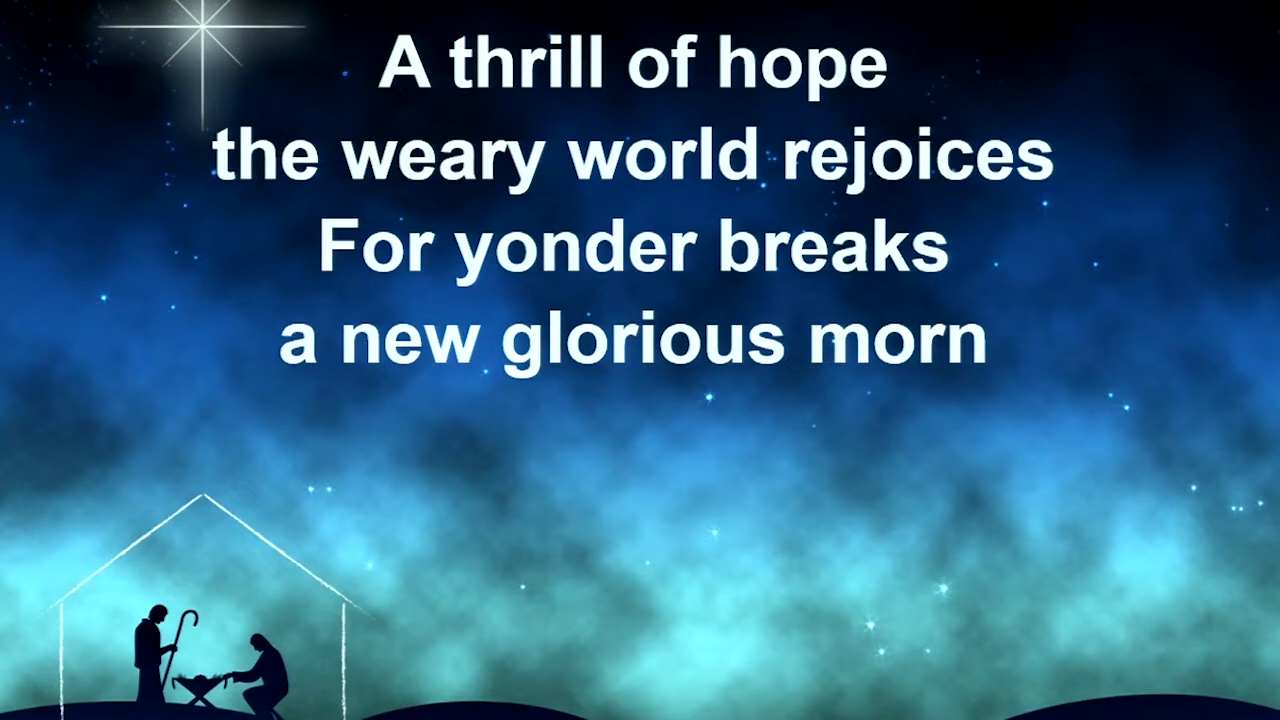 A thrill of hope
the weary world rejoices
For yonder breaks
a new glorious morn